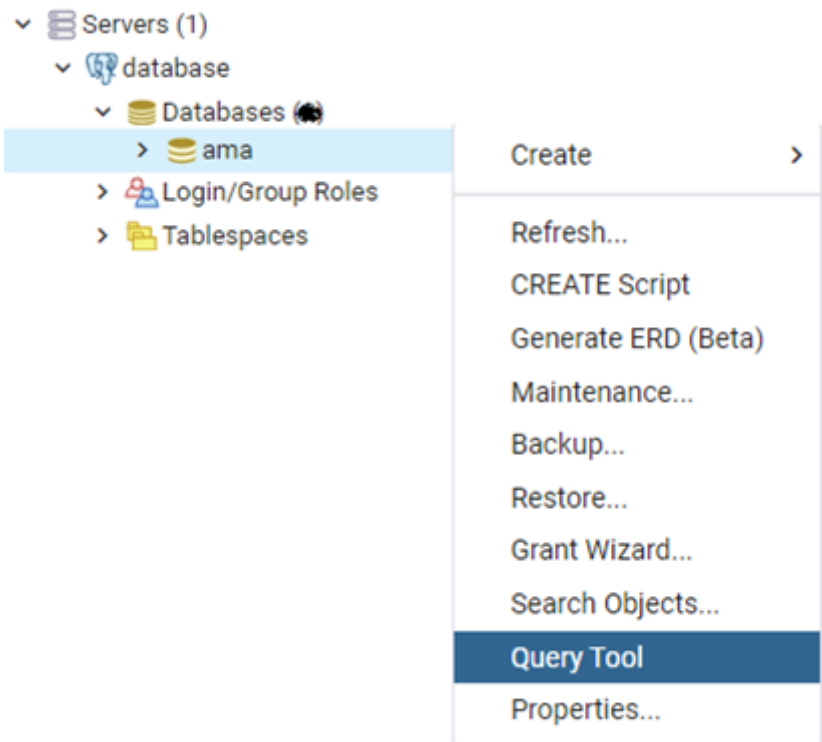 Servers (1)
database
Databases
ama
Login/Group Roles
Tablespaces
Create
Refresh...
CREATE Script
Generate ERD (Beta)
Maintenance...
Backup...
Restore...
Grant Wizard...
Search Objects...
Query Tool
Properties...